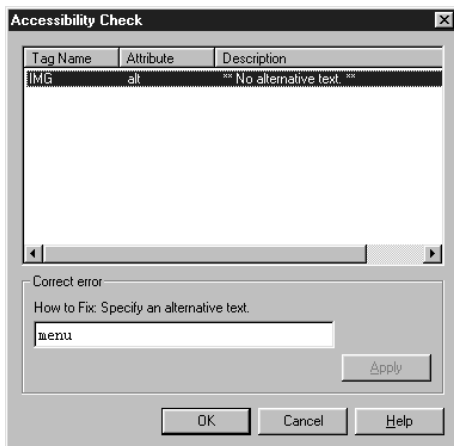 Accessibility Check
Tag Name Attribute Description
IMG alt ** No alternative text. **
Correct error
How to Fix: Specify an alternative text.
menu
Apply
OK Cancel Help